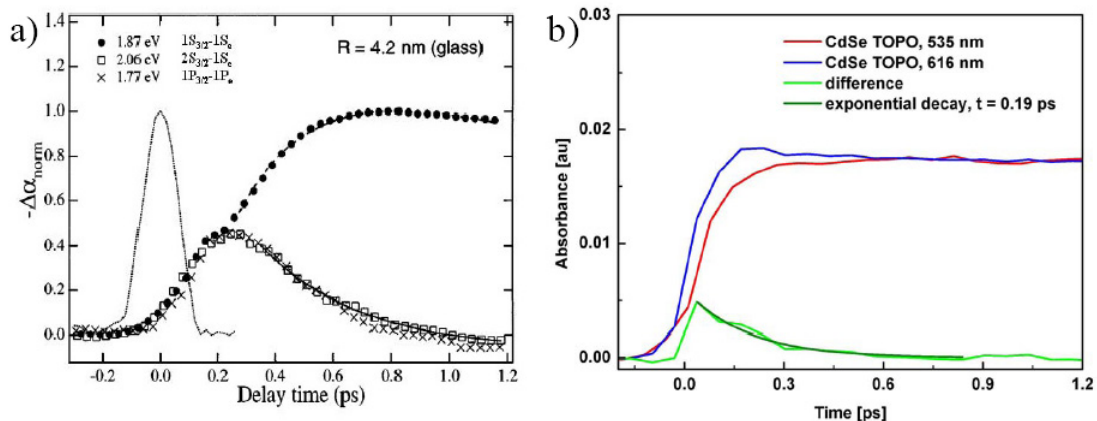 a)
1.4
1.2
1.0
0.8
0.6
0.4
0.2
0.0
-Δα norm
● 1.87 eV 1S3/2-1Se
□ 2.06 eV 2S3/2-1Se
× 1.77 eV 1P3/2-1Pe
R = 4.2 nm (glass)
-0.2 0.0 0.2 0.4 0.6 0.8 1.0 1.2
Delay time (ps)
b)
0.03
0.02
0.01
0.00
Absorbance [au]
CdSe TOPO, 535 nm
CdSe TOPO, 616 nm
difference
exponential decay, t = 0.19 ps
0.0 0.3 0.6 0.9 1.2
Time [ps]